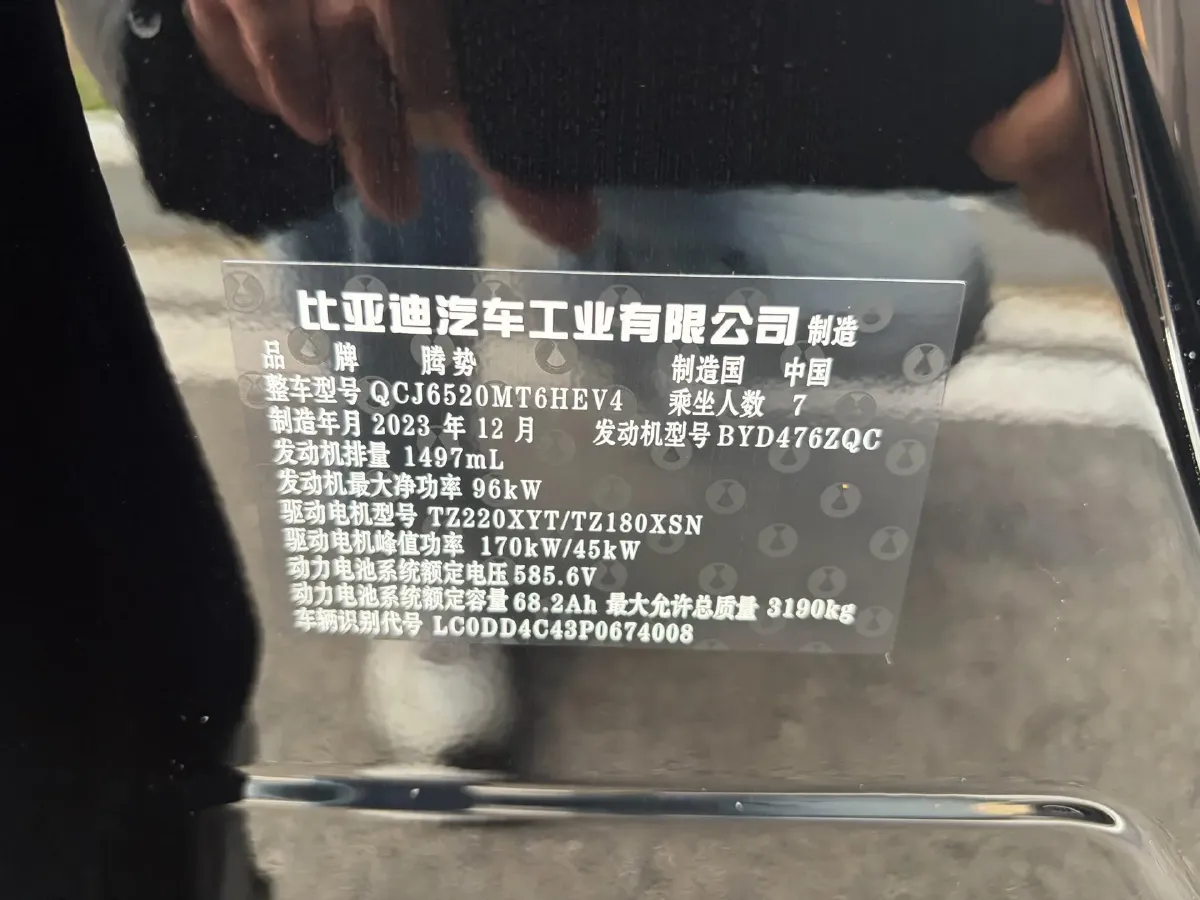 比亚迪汽车工业有限公司 制造
品 牌 腾势 制造国 中国
整车型号 QCJ6520MT6HEV4 乘坐人数 7
制造年月 2023 年 12 月 发动机型号 BYD476ZQC
发动机排量 1497mL
发动机最大净功率 96kW
驱动电机型号 TZ220XYT/TZ180XSN
驱动电机峰值功率 170kW/45kW
动力电池系统额定电压 585.6V
动力电池系统额定容量 68.2Ah 最大允许总质量 3190kg
车辆识别代号 LC0DD4C43P0674008